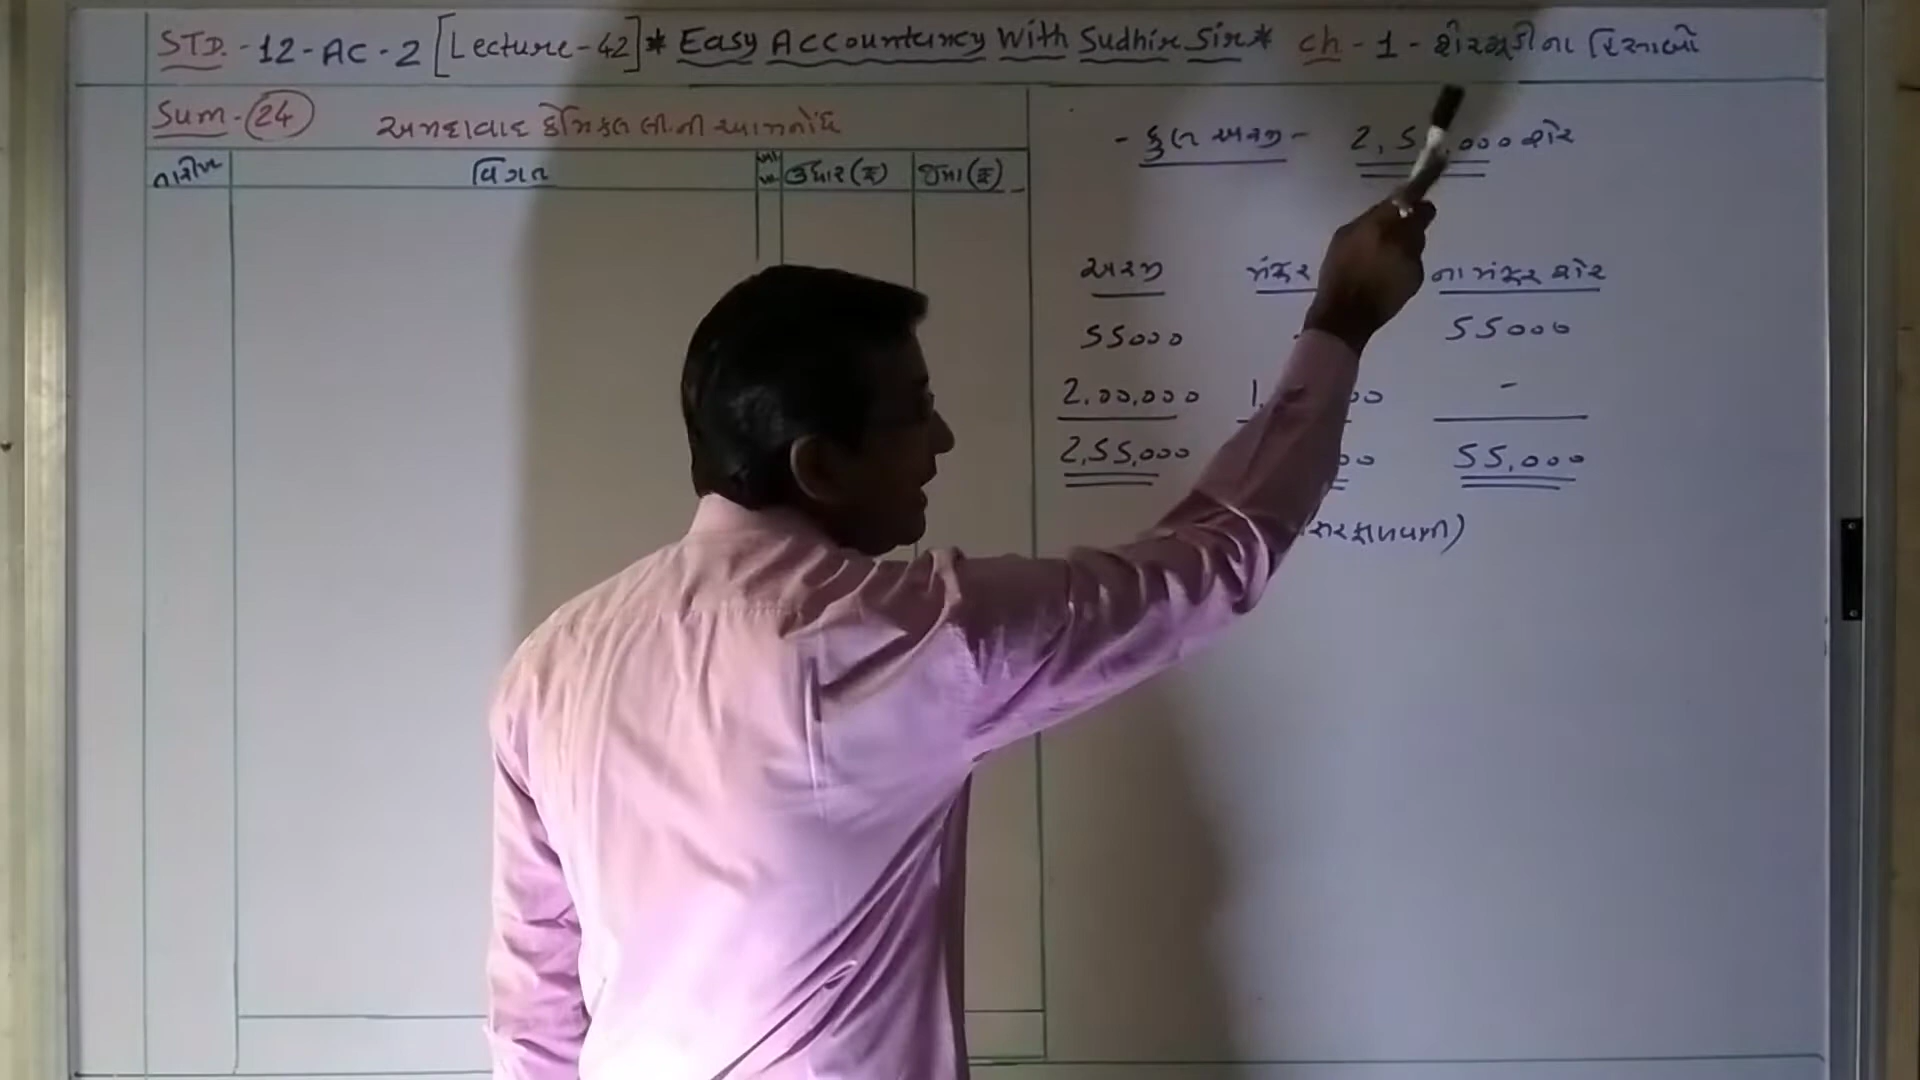 STD. - 12 - AC - 2 [Lecture - 42] * Easy Accountancy With Sudhir Sir * Ch - 1 - શેરમૂડીના હિસાબો
Sum - 24 અમદાવાદ કેમિકલ લી.ની આમનોંધ
તારીખ વિગત ઉધાર (₹) જમા (₹)
- કુલ અરજી - 2,5 ,000 શેર
અરજી મંજૂર નામંજૂર શેર
55000 - 55000
2,00,000 1, 00 -
2,55,000 00 55,000